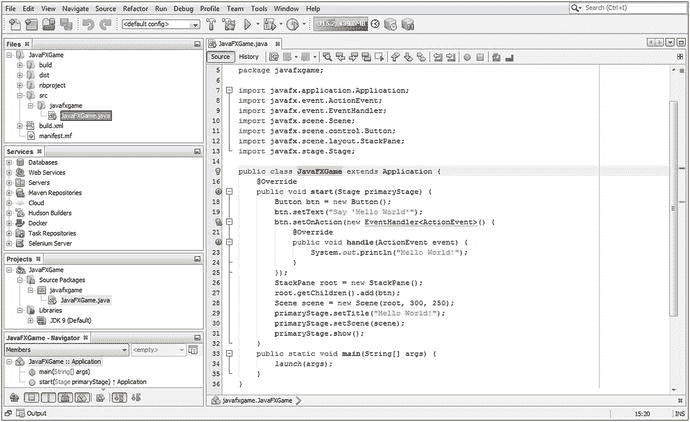 File Edit View Navigate Source Refactor Run Debug Profile Team Tools Window Help
Search (Ctrl+I)
<default config>
Files
JavaFXGame
build
dist
nbproject
src
javafxgame
JavaFXGame.java
build.xml
manifest.mf
Services
Databases
Web Services
Servers
Maven Repositories
Cloud
Hudson Builders
Docker
Task Repositories
Selenium Server
Projects
JavaFXGame
Source Packages
javafxgame
JavaFXGame.java
Libraries
JDK 9 (Default)
JavaFXGame - Navigator
Members
<empty>
JavaFXGame :: Application
main(String[] args)
start(Stage primaryStage) ↑ Application
Output
JavaFXGame.java
Source History
5 package javafxgame;
6
7 import javafx.application.Application;
8 import javafx.event.ActionEvent;
9 import javafx.event.EventHandler;
10 import javafx.scene.Scene;
11 import javafx.scene.control.Button;
12 import javafx.scene.layout.StackPane;
13 import javafx.stage.Stage;
14
public class JavaFXGame extends Application {
16 @Override
public void start(Stage primaryStage) {
18 Button btn = new Button();
19 btn.setText("Say 'Hello World'");
btn.setOnAction(new EventHandler<ActionEvent>() {
21 @Override
public void handle(ActionEvent event) {
23 System.out.println("Hello World!");
24 }
25 });
26 StackPane root = new StackPane();
27 root.getChildren().add(btn);
28 Scene scene = new Scene(root, 300, 250);
29 primaryStage.setTitle("Hello World!");
30 primaryStage.setScene(scene);
31 primaryStage.show();
32 }
33 public static void main(String[] args) {
34 launch(args);
35 }
36 }
javafxgame.JavaFXGame
15:20 INS